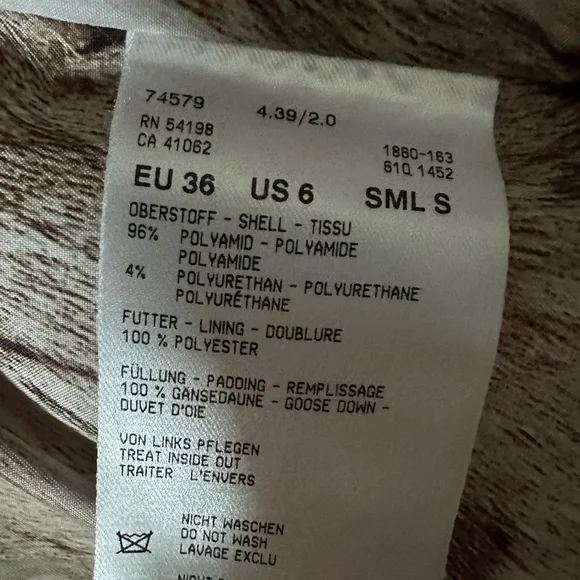 74579 4.39/2.0
RN 54198
CA 41062
1860-163
610.1452
EU 36 US 6 SML S
OBERSTOFF - SHELL - TISSU
96% POLYAMID - POLYAMIDE
POLYAMIDE
4% POLYURETHAN - POLYURETHANE
POLYURÉTHANE
FUTTER - LINING - DOUBLURE
100 % POLYESTER
FÜLLUNG - PADDING - REMPLISSAGE
100 % GÄNSEDAUNE - GOOSE DOWN -
DUVET D'OIE
VON LINKS PFLEGEN
TREAT INSIDE OUT
TRAITER L'ENVERS
NICHT WASCHEN
DO NOT WASH
LAVAGE EXCLU
NICHT